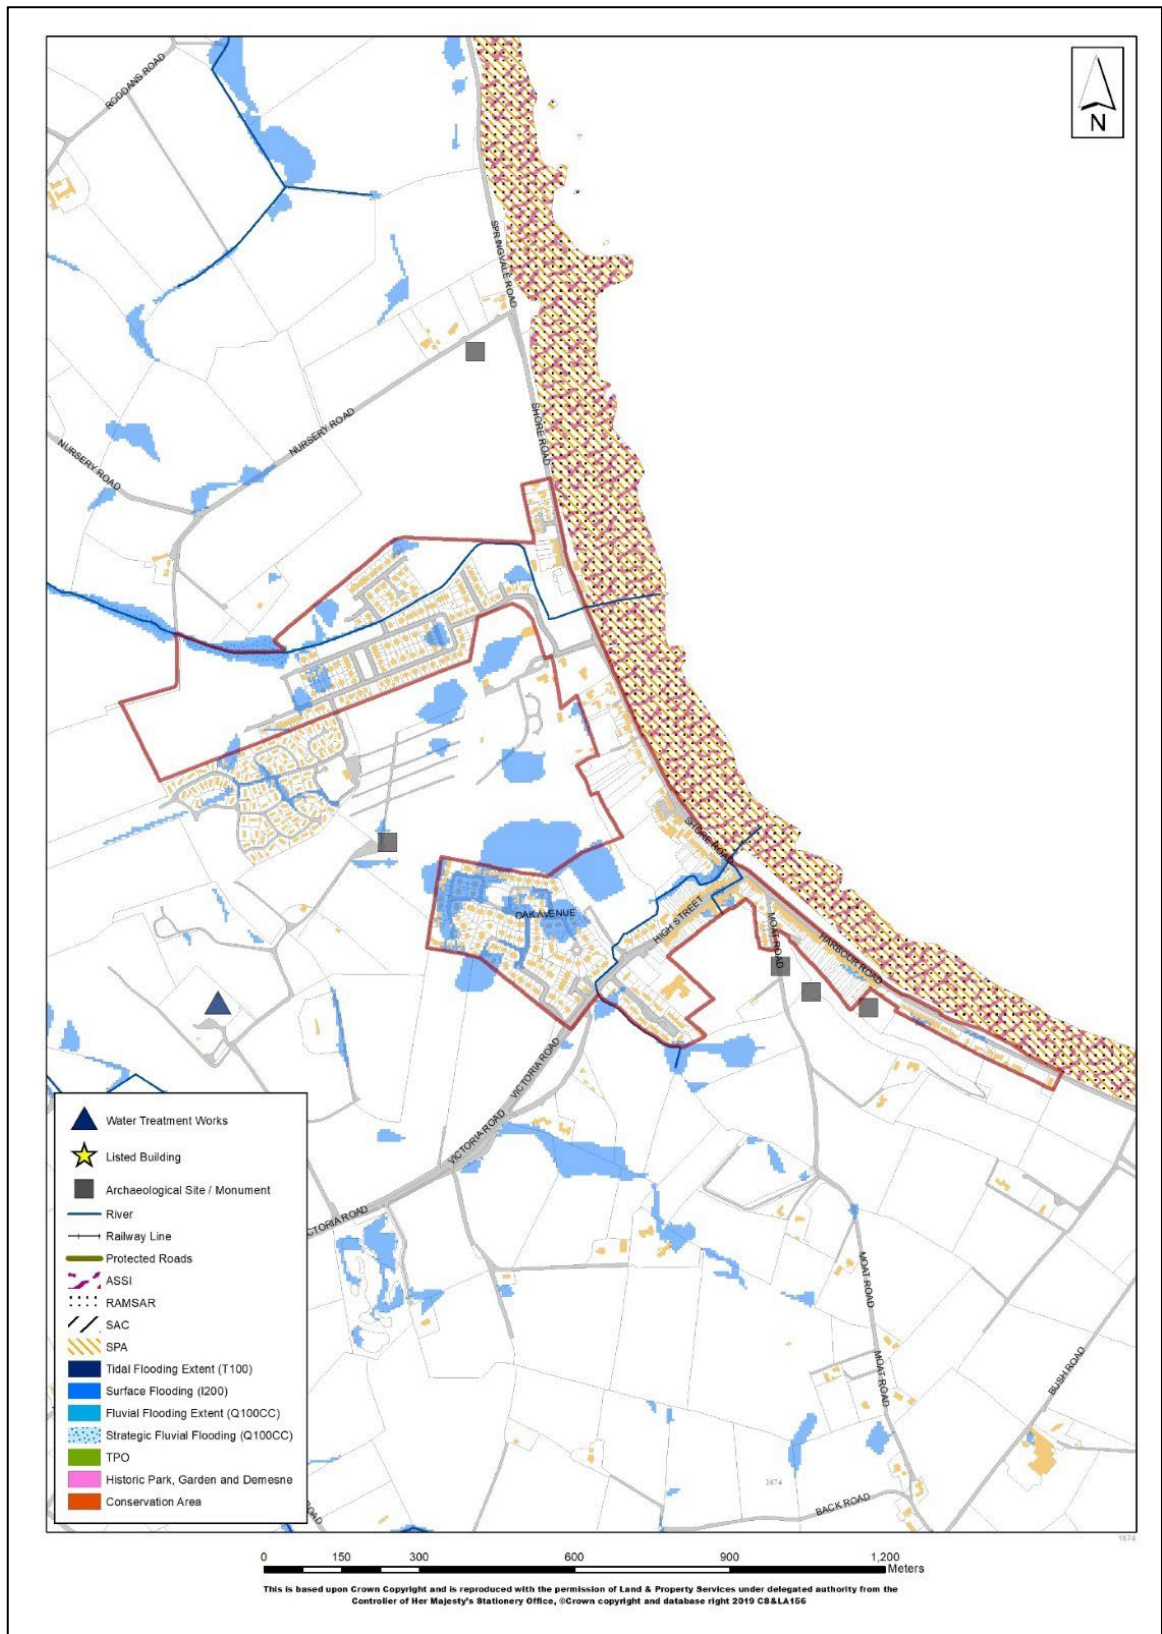 RODDANS ROAD
N
SPRINGVALE ROAD
NURSERY ROAD
SHORE ROAD
NURSERY ROAD
SHORE ROAD
OAK AVENUE
HIGH STREET
MOAT ROAD
HARBOUR ROAD
VICTORIA ROAD
VICTORIA ROAD
CTORIA ROAD
MOAT ROAD
MOAT ROAD
BUSH ROAD
1674
BACK ROAD
ROAD
Water Treatment Works
Listed Building
Archaeological Site / Monument
River
Railway Line
Protected Roads
ASSI
RAMSAR
SAC
SPA
Tidal Flooding Extent (T100)
Surface Flooding (I200)
Fluvial Flooding Extent (Q100CC)
Strategic Fluvial Flooding (Q100CC)
TPO
Historic Park, Garden and Demesne
Conservation Area
1674
0 150 300 600 900 1,200
Meters
This is based upon Crown Copyright and is reproduced with the permission of Land & Property Services under delegated authority from the
Controller of Her Majesty's Stationery Office, ©Crown copyright and database right 2019 CS&LA156